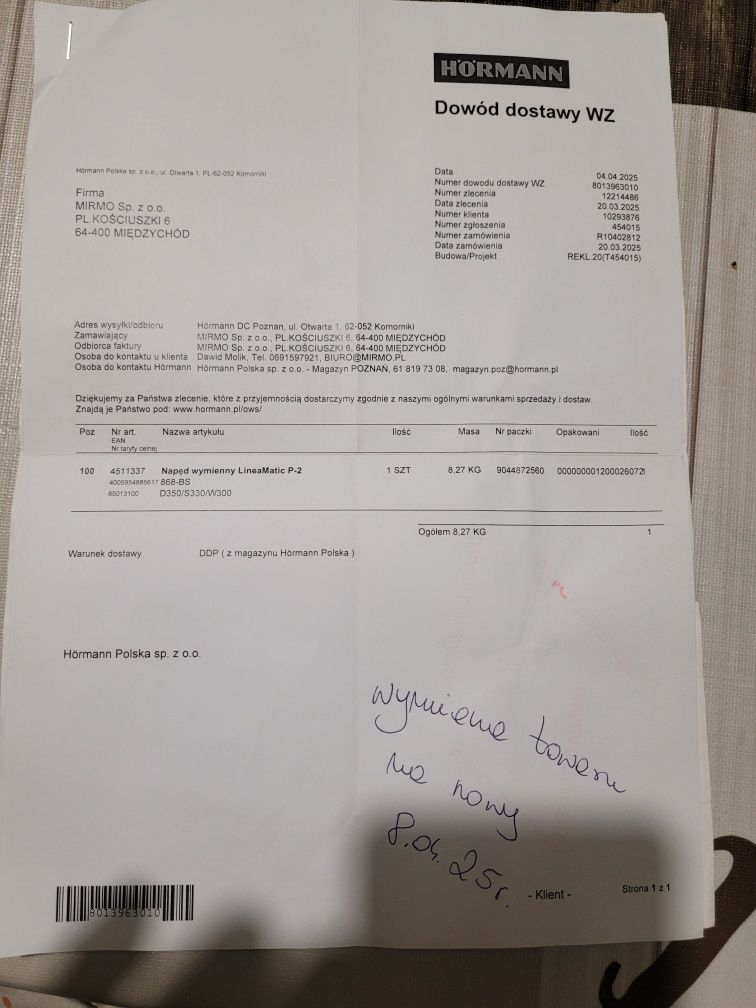 HÖRMANN
Dowód dostawy WZ
Hörmann Polska sp. z o.o., ul. Otwarta 1, PL-62-052 Komorniki
Firma
MIRMO Sp. z o.o.
PL.KOŚCIUSZKI 6
64-400 MIĘDZYCHÓD
Data 04.04.2025
Numer dowodu dostawy WZ 8013963010
Numer zlecenia 12214486
Data zlecenia 20.03.2025
Numer klienta 10293876
Numer zgłoszenia 454015
Numer zamówienia R10402812
Data zamówienia 20.03.2025
Budowa/Projekt REKL.20(T454015)
Adres wysyłki/odbioru Hörmann DC Poznan, ul. Otwarta 1, 62-052 Komorniki
Zamawiający MIRMO Sp. z o.o., PL.KOŚCIUSZKI 6, 64-400 MIĘDZYCHÓD
Odbiorca faktury MIRMO Sp. z o.o., PL.KOŚCIUSZKI 6, 64-400 MIĘDZYCHÓD
Osoba do kontaktu u klienta Dawid Molik, Tel. 0691597921, BIURO@MIRMO.PL
Osoba do kontaktu Hörmann Hörmann Polska sp. z o.o. - Magazyn POZNAŃ, 61 819 73 08, magazyn.poz@hormann.pl
Dziękujemy za Państwa zlecenie, które z przyjemnością dostarczymy zgodnie z naszymi ogólnymi warunkami sprzedaży i dostaw.
Znajdą je Państwo pod: www.hormann.pl/ows/
Poz Nr art. Nazwa artykułu Ilość Masa Nr paczki Opakowani Ilość
EAN
Nr taryfy celnej
100 4511337 Napęd wymienny LineaMatic P-2 1 SZT 8,27 KG 9044872560 0000000012000260721
4005954885617 868-BS
85013100 D350/S330/W300
Ogółem 8,27 KG 1
Warunek dostawy DDP ( z magazynu Hörmann Polska )
Hörmann Polska sp. z o.o.
wymiana towaru
na nowy
8.04.25r.
- Klient -
Strona 1 z 1
8013963010